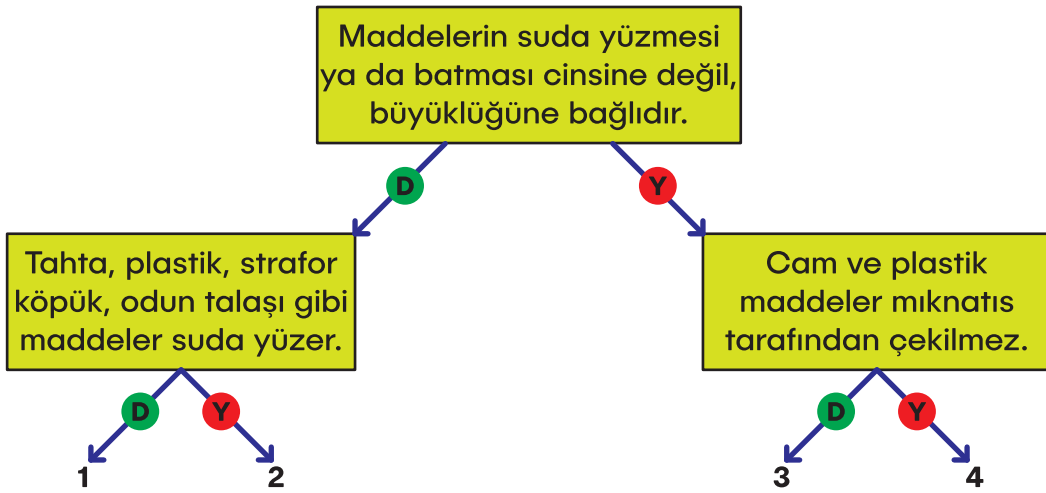 Maddelerin suda yüzmesi
ya da batması cinsine değil,
büyüklüğüne bağlıdır.
D
Y
Tahta, plastik, strafor
köpük, odun talaşı gibi
maddeler suda yüzer.
Cam ve plastik
maddeler mıknatıs
tarafından çekilmez.
D
Y
D
Y
1
2
3
4